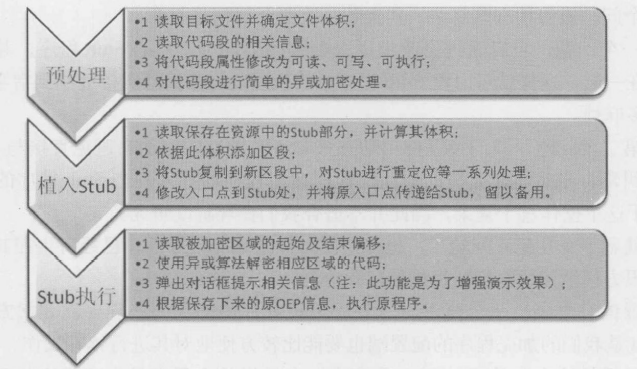 预处理
•1 读取目标文件并确定文件体积;
•2 读取代码段的相关信息;
•3 将代码段属性修改为可读、可写、可执行;
•4 对代码段进行简单的异或加密处理。
植入Stub
•1 读取保存在资源中的Stub部分，并计算其体积;
•2 依据此体积添加区段;
•3 将Stub复制到新区段中，对Stub进行重定位等一系列处理;
•4 修改入口点到Stub处，并将原入口点传递给Stub，留以备用。
Stub执行
•1 读取被加密区域的起始及结束偏移;
•2 使用异或算法解密相应区域的代码;
•3 弹出对话框提示相关信息（注：此功能是为了增强演示效果）;
•4 根据保存下来的原OEP信息，执行原程序。